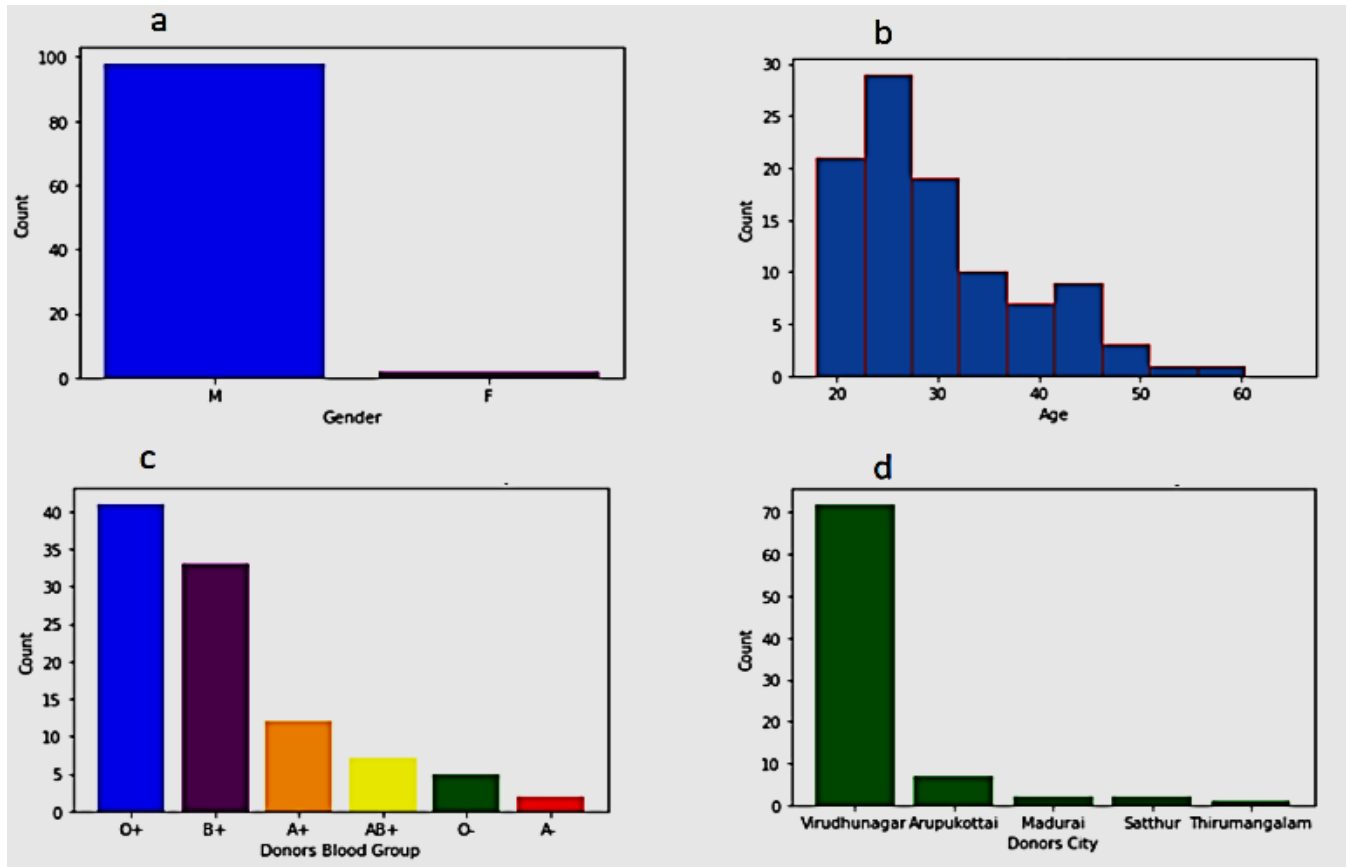 a
100
80
60
40
20
0
Count
M F
Gender
b
30
25
20
15
10
5
0
Count
20 30 40 50 60
Age
c
40
35
30
25
20
15
10
5
0
Count
O+ B+ A+ AB+ O- A-
Donors Blood Group
d
70
60
50
40
30
20
10
0
Count
Virudhunagar Arupukottai Madurai Satthur Thirumangalam
Donors City